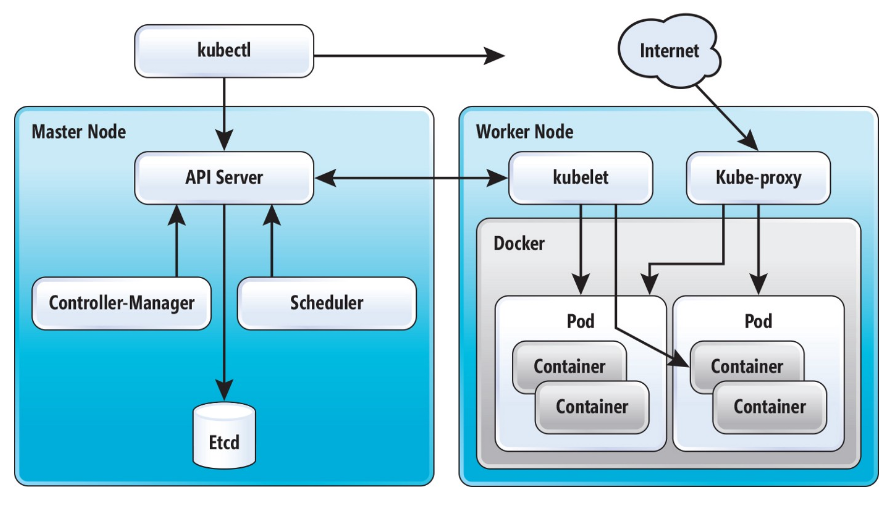 kubectl
Internet
Master Node
Worker Node
API Server
kubelet
Kube-proxy
Docker
Controller-Manager
Scheduler
Pod
Pod
Container
Container
Container
Container
Etcd